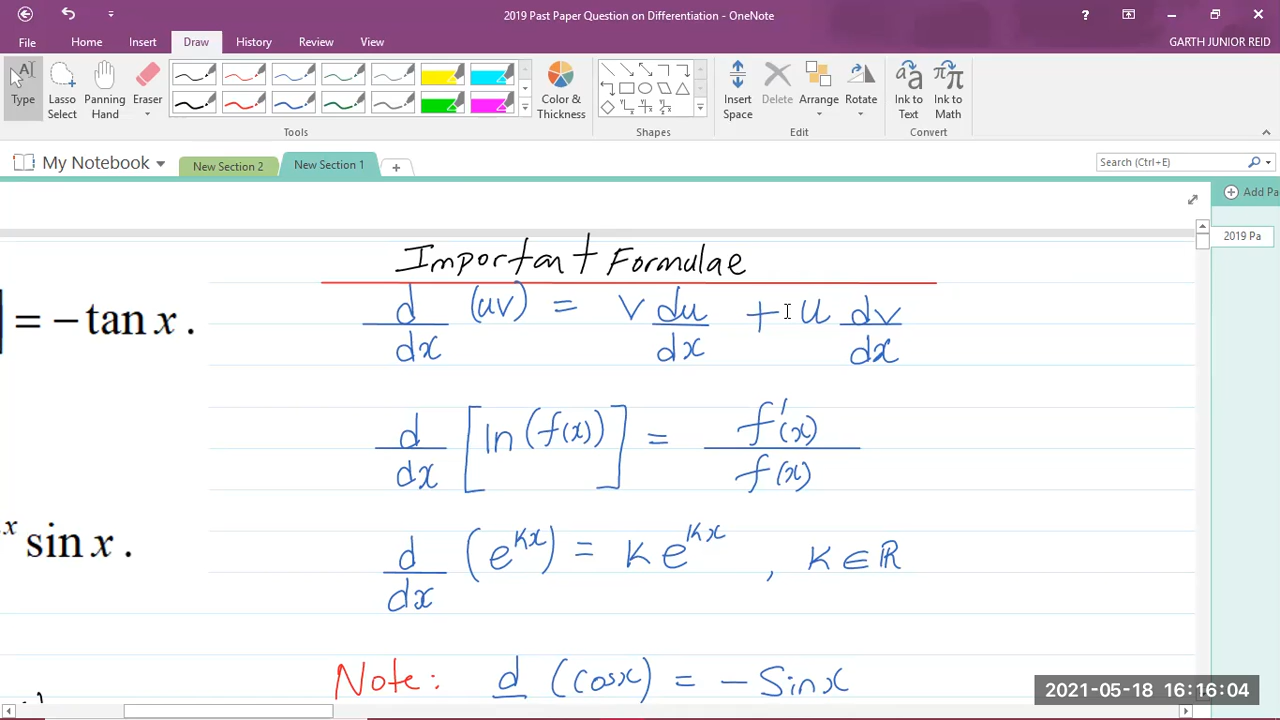 2019 Past Paper Question on Differentiation - OneNote
File Home Insert Draw History Review View GARTH JUNIOR REID
Type Lasso Select Panning Hand Eraser Color & Thickness Insert Space Delete Arrange Rotate Ink to Text Ink to Math
Tools Shapes Edit Convert
My Notebook New Section 2 New Section 1 Search (Ctrl+E)
Add Pa
2019 Pa
Important Formulae
= − tan x .
d/dx (uv) = v du/dx + u dv/dx
d/dx [ln (f(x))] = f'(x)/f(x)
x sin x .
d/dx (e^{kx}) = k e^{kx} , k ∈ ℝ
Note: d (cosx) = - Sinx
2021-05-18 16:16:04